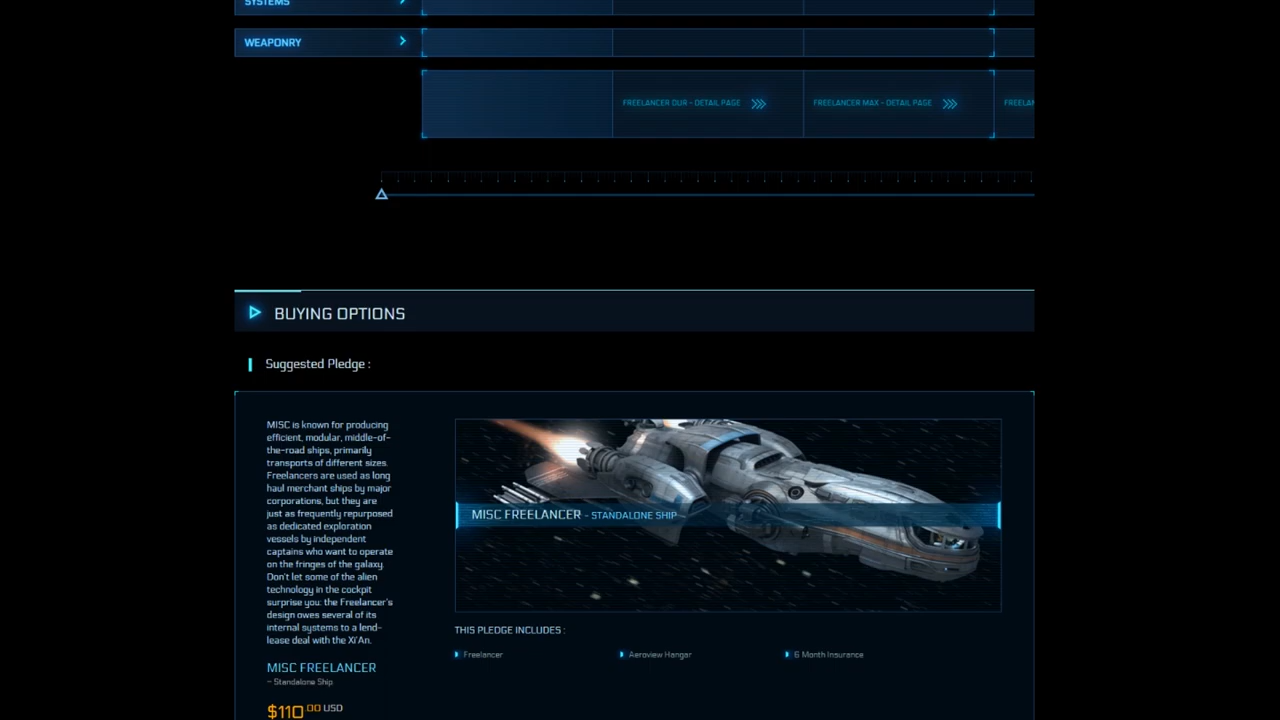 SYSTEMS
WEAPONRY
FREELANCER DUR - DETAIL PAGE
FREELANCER MAX - DETAIL PAGE
FREELAN
BUYING OPTIONS
Suggested Pledge :
MISC is known for producing
efficient, modular, middle-of-
the-road ships, primarily
transports of different sizes.
Freelancers are used as long
haul merchant ships by major
corporations, but they are
just as frequently repurposed
as dedicated exploration
vessels by independent
captains who want to operate
on the fringes of the galaxy.
Don't let some of the alien
technology in the cockpit
surprise you: the Freelancer's
design owes several of its
internal systems to a lend-
lease deal with the Xi'An.
MISC FREELANCER
- Standalone Ship
$110.00 USD
MISC FREELANCER - STANDALONE SHIP
THIS PLEDGE INCLUDES :
Freelancer
Aeroview Hangar
6 Month Insurance